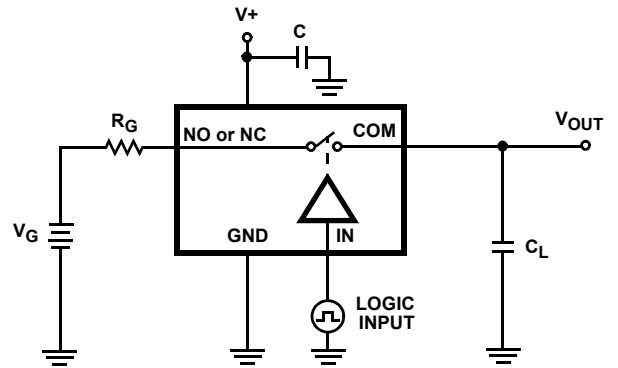 V+
C
RG
NO or NC
COM
VOUT
VG
GND
IN
CL
LOGIC
INPUT